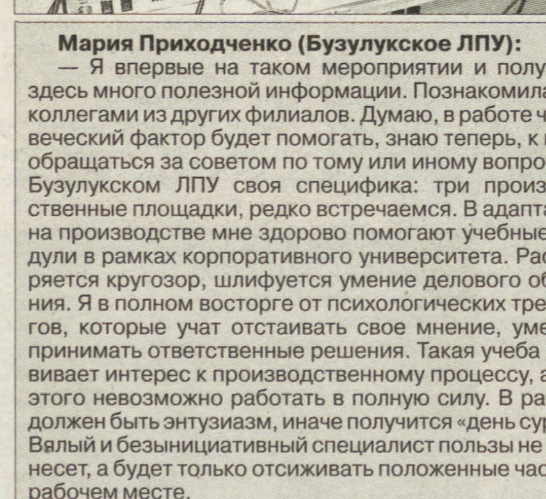 Мария Приходченко (Бузулукское ЛПУ):
— Я впервые на таком мероприятии и полу
здесь много полезной информации. Познакомила
коллегами из других филиалов. Думаю, в работе ч
веческий фактор будет помогать, знаю теперь, к
обращаться за советом по тому или иному вопро
Бузулукском ЛПУ своя специфика: три произ
ственные площадки, редко встречаемся. В адапта
на производстве мне здорово помогают учебные
дули в рамках корпоративного университета. Рас
ряется кругозор, шлифуется умение делового об
ния. Я в полном восторге от психологических тре
гов, которые учат отстаивать свое мнение, уме
принимать ответственные решения. Такая учеба
вивает интерес к производственному процессу, а
этого невозможно работать в полную силу. В ра
должен быть энтузиазм, иначе получится «день сур
Вялый и безынициативный специалист пользы не
несет, а будет только отсиживать положенные час
рабочем месте.